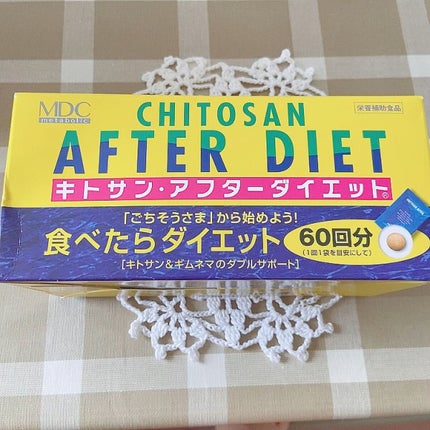 MDC
metabolic
栄養補助食品
CHITOSAN
AFTER DIET
キトサン・アフターダイエット®
「ごちそうさま」から始めよう!
食べたらダイエット
60回分
(1回1袋を目安にして)
[キトサン&ギムネマのダブルサポート]